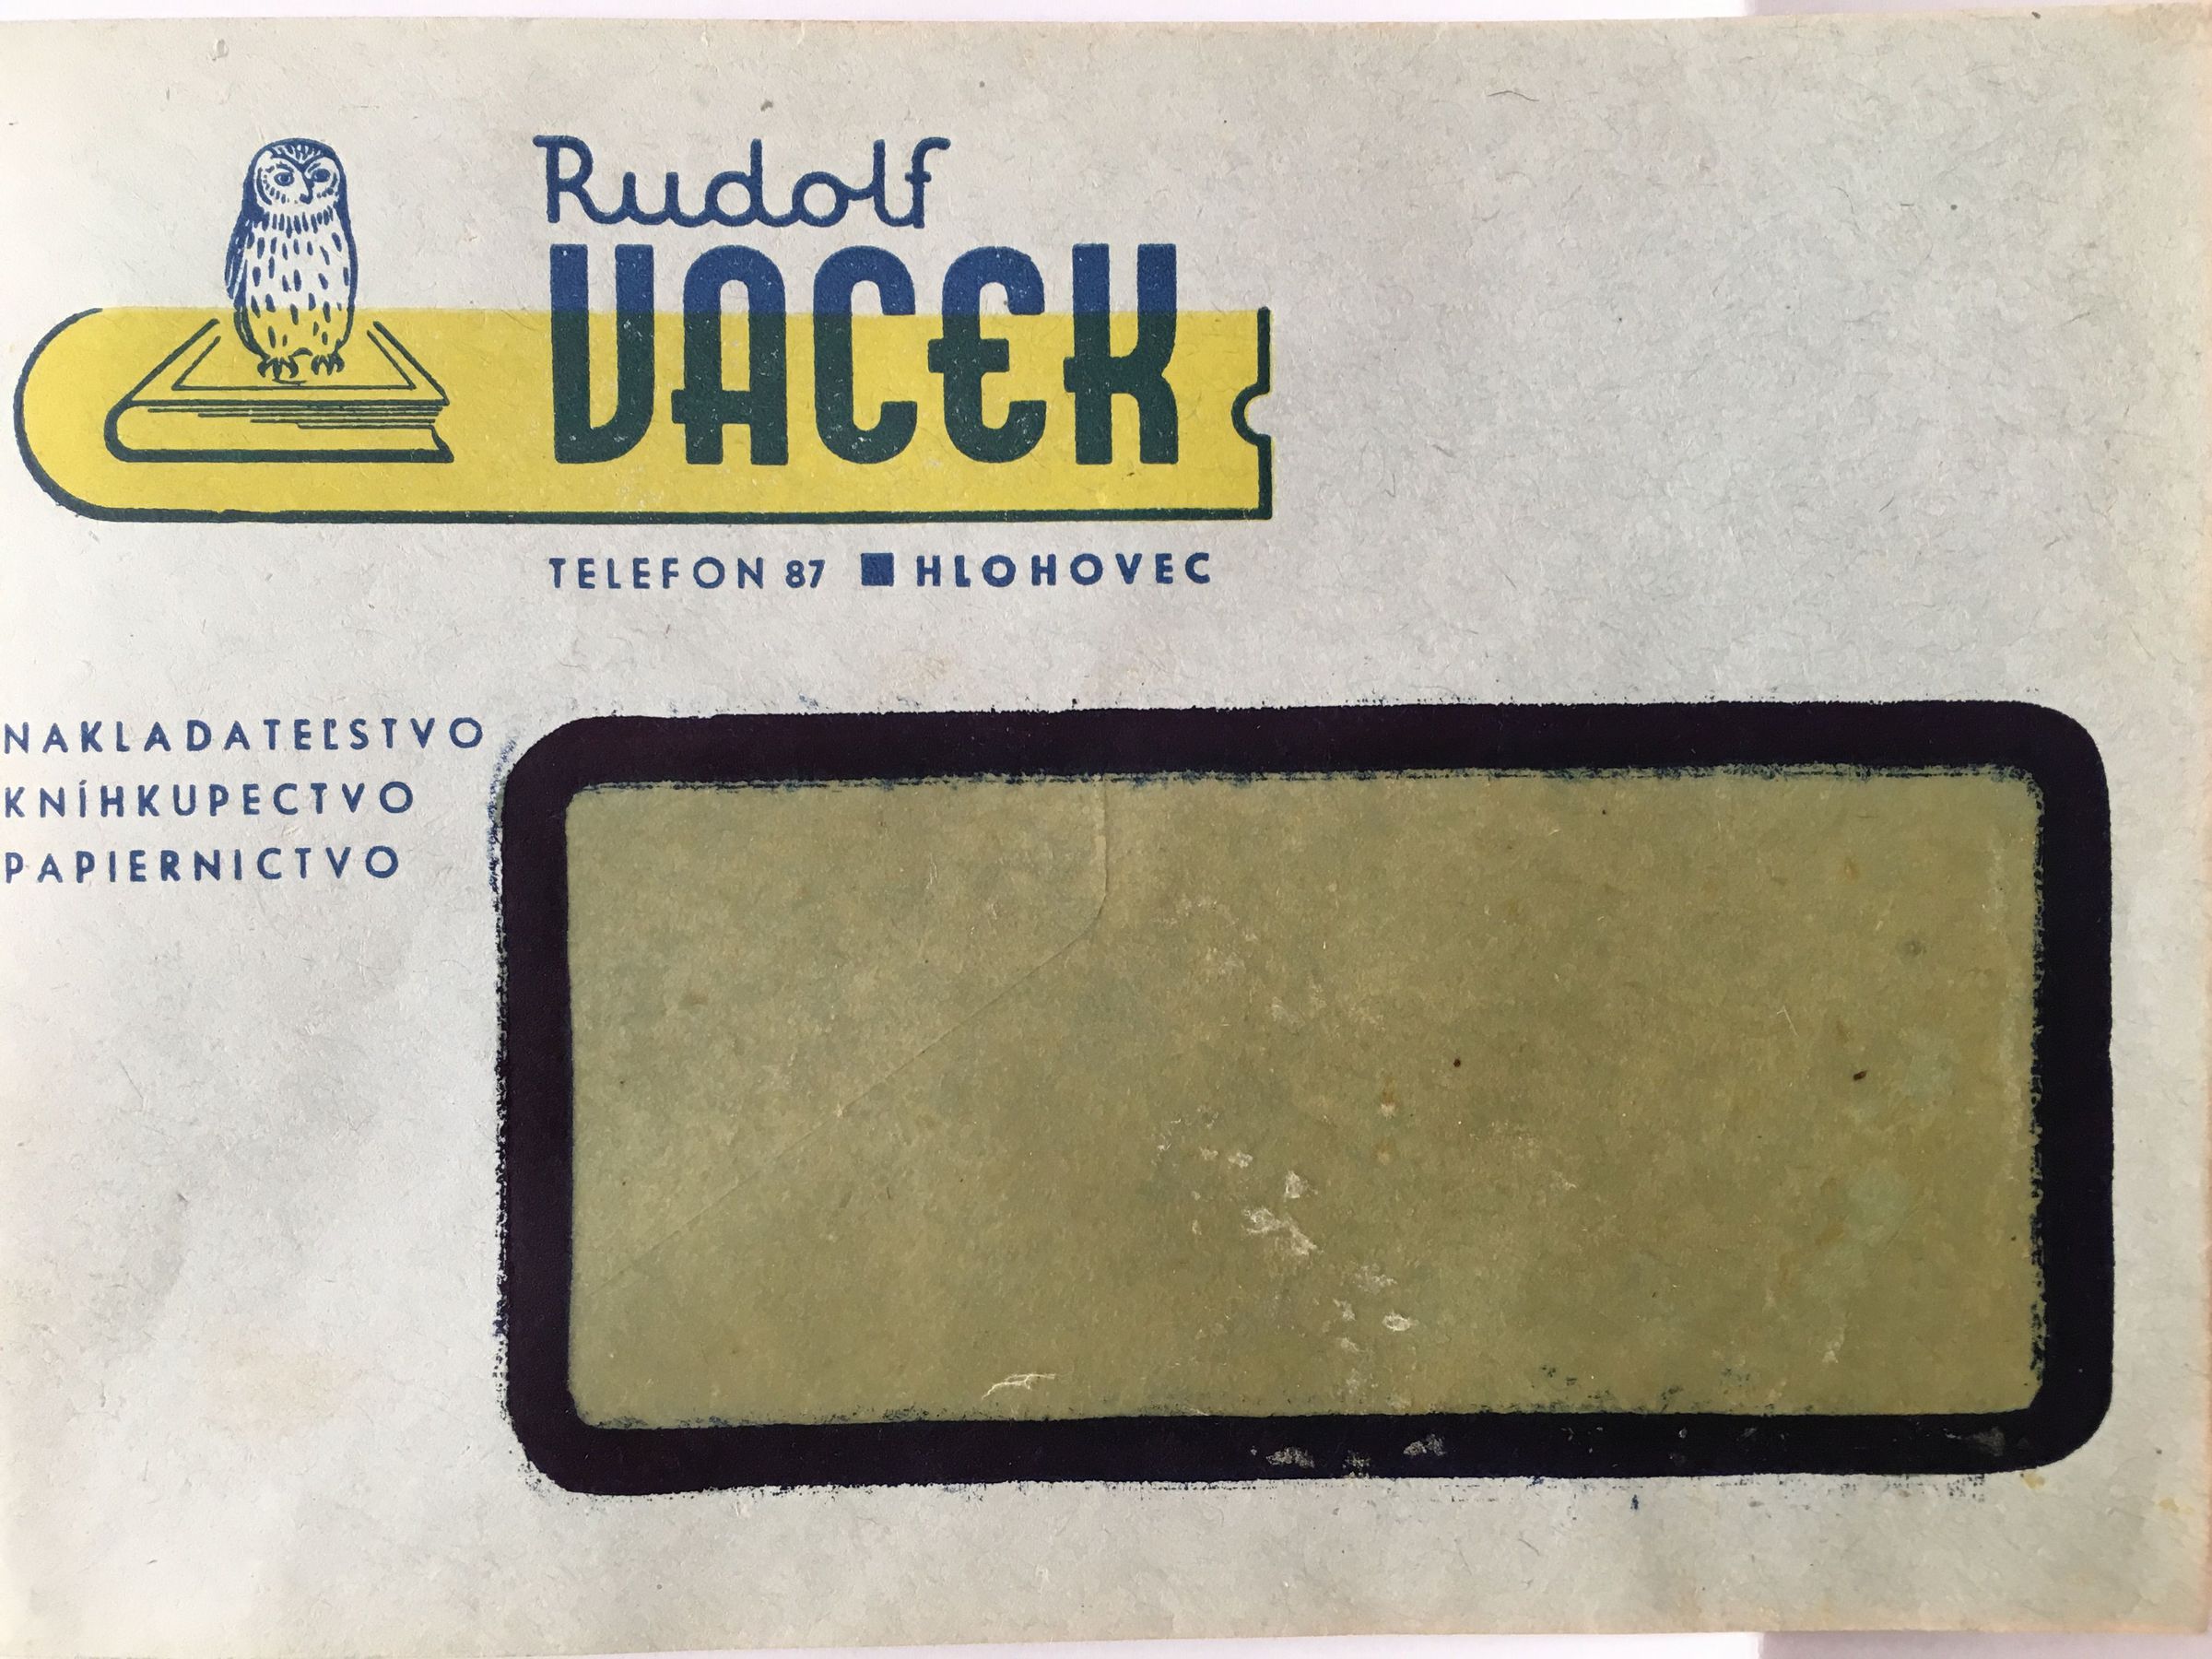 Rudolf
VACEK
TELEFON 87 ■ HLOHOVEC
NAKLADATEĽSTVO
KNÍHKUPECTVO
PAPIERNICTVO